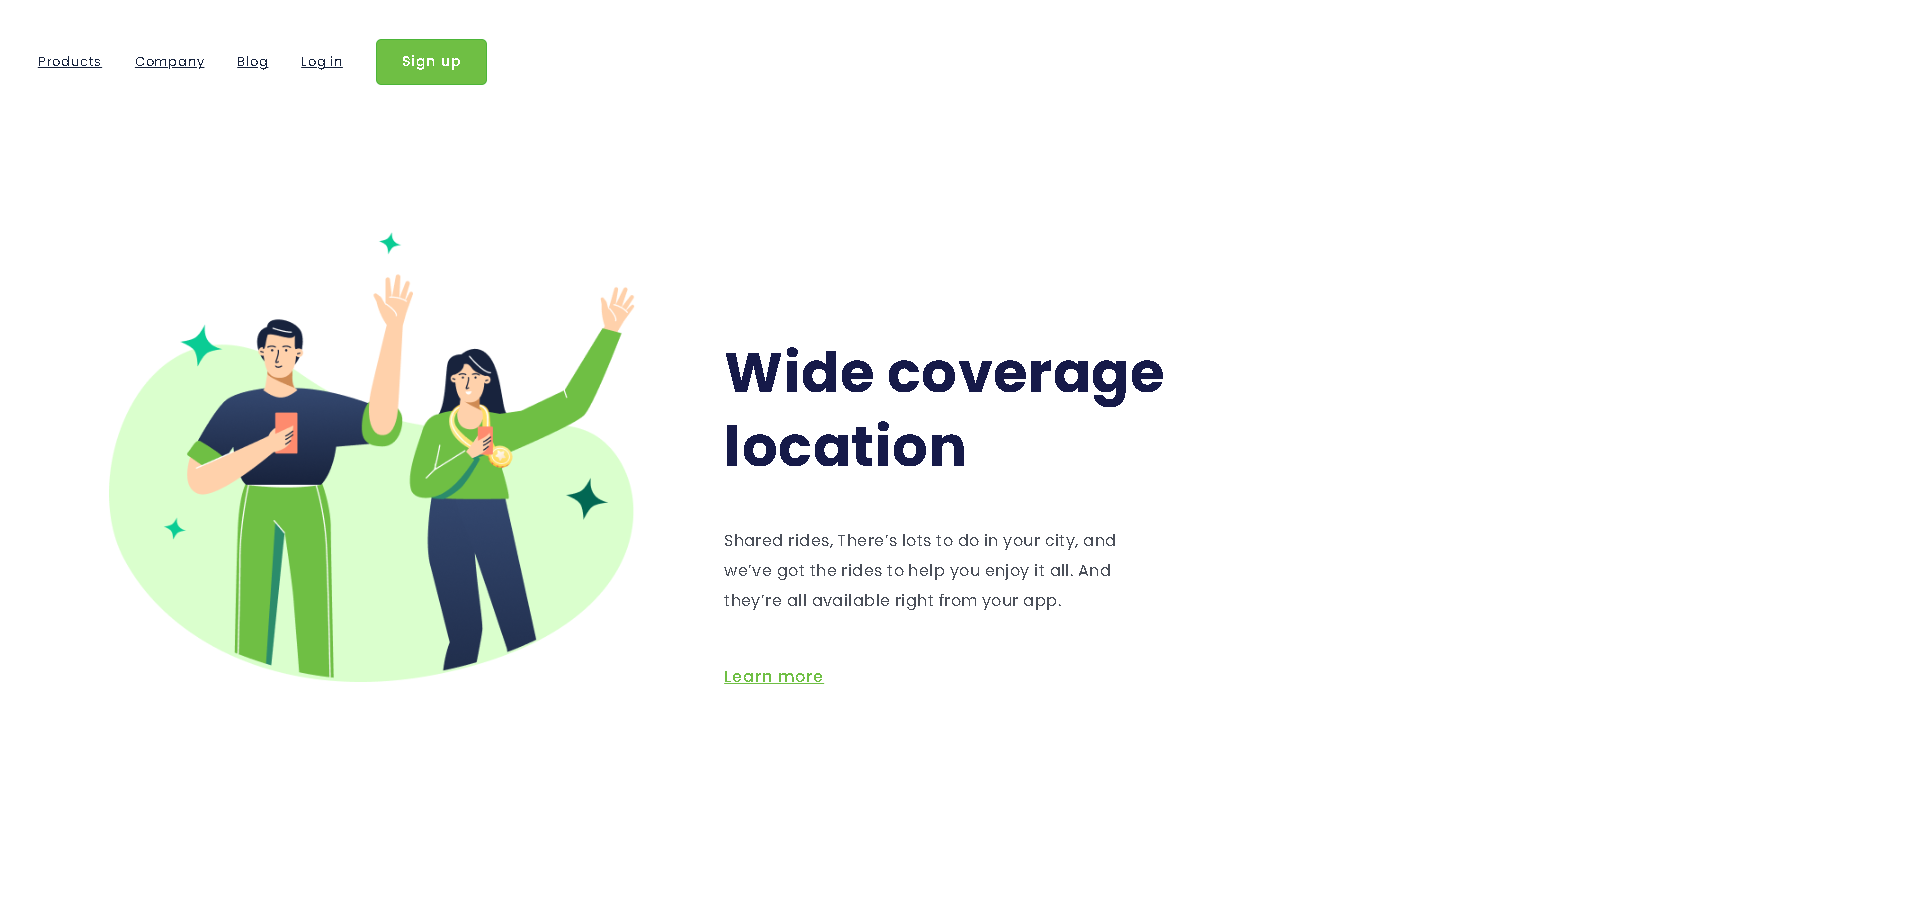 Products Company Blog Log in Sign up
Wide coverage
location
Shared rides, There’s lots to do in your city, and
we’ve got the rides to help you enjoy it all. And
they’re all available right from your app.
Learn more